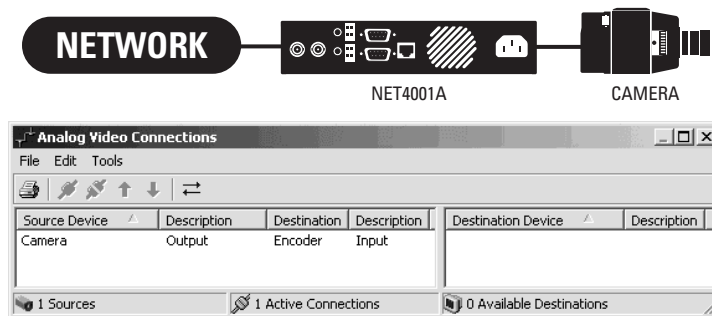 NETWORK
NET4001A
CAMERA
Analog Video Connections
File Edit Tools
Source Device Description Destination Description Destination Device Description
Camera Output Encoder Input
1 Sources 1 Active Connections 0 Available Destinations